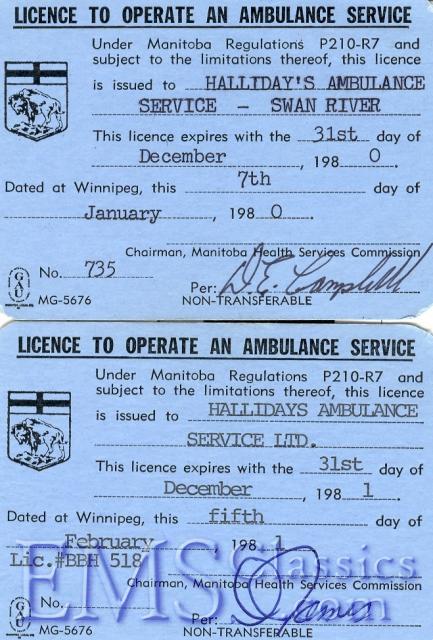 LICENCE TO OPERATE AN AMBULANCE SERVICE
Under Manitoba Regulations P210-R7 and
subject to the limitations thereof, this licence
is issued to HALLIDAY'S AMBULANCE
SERVICE - SWAN RIVER
This licence expires with the 31st day of
December, 1980.
Dated at Winnipeg, this 7th day of
January, 1980.
Chairman, Manitoba Health Services Commission
No. 735
Per: D.E. Campbell
GAU
MG-5676
NON-TRANSFERABLE
LICENCE TO OPERATE AN AMBULANCE SERVICE
Under Manitoba Regulations P210-R7 and
subject to the limitations thereof, this licence
is issued to HALLIDAYS AMBULANCE
SERVICE LTD.
This licence expires with the 31st day of
December, 1981.
Dated at Winnipeg, this fifth day of
February, 1981
Lic.#BBH 518
EMSClassics
Chairman, Manitoba Health Services Commission
No.
Per:
GAU
MG-5676
NON-TRANSFERABLE